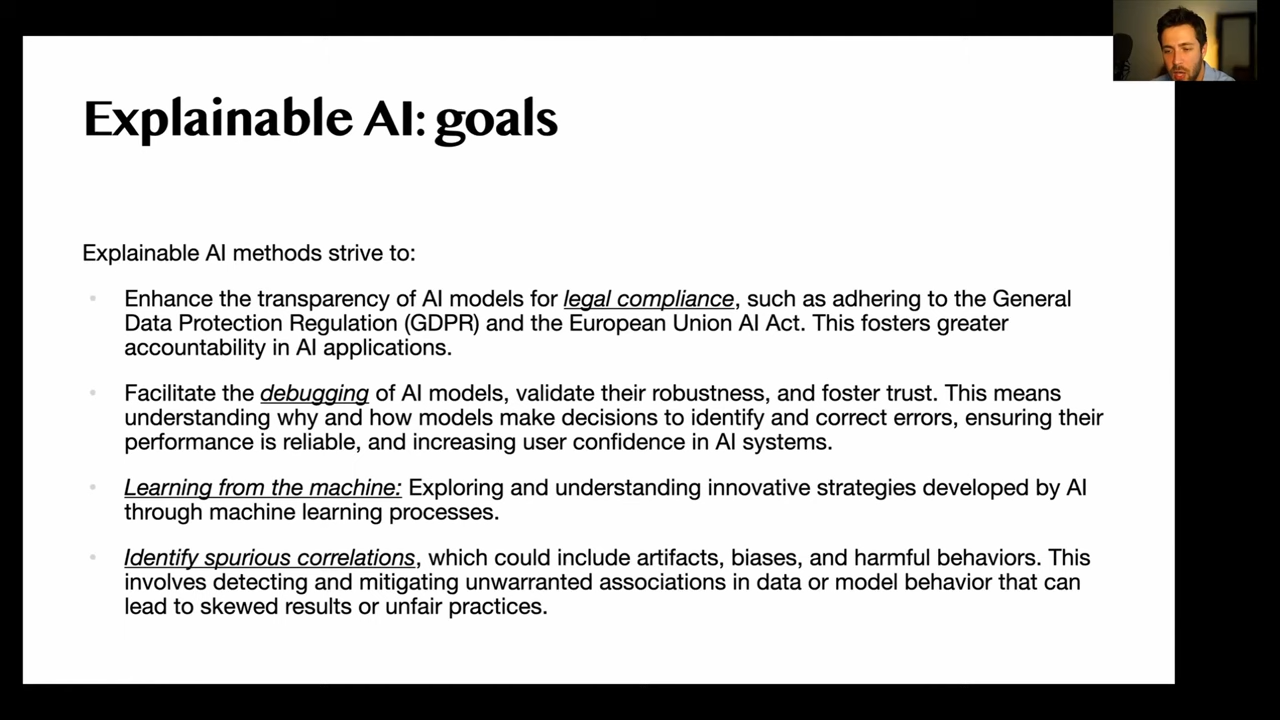 Explainable AI: goals
Explainable AI methods strive to:
Enhance the transparency of AI models for legal compliance, such as adhering to the General
Data Protection Regulation (GDPR) and the European Union AI Act. This fosters greater
accountability in AI applications.
Facilitate the debugging of AI models, validate their robustness, and foster trust. This means
understanding why and how models make decisions to identify and correct errors, ensuring their
performance is reliable, and increasing user confidence in AI systems.
Learning from the machine: Exploring and understanding innovative strategies developed by AI
through machine learning processes.
Identify spurious correlations, which could include artifacts, biases, and harmful behaviors. This
involves detecting and mitigating unwarranted associations in data or model behavior that can
lead to skewed results or unfair practices.